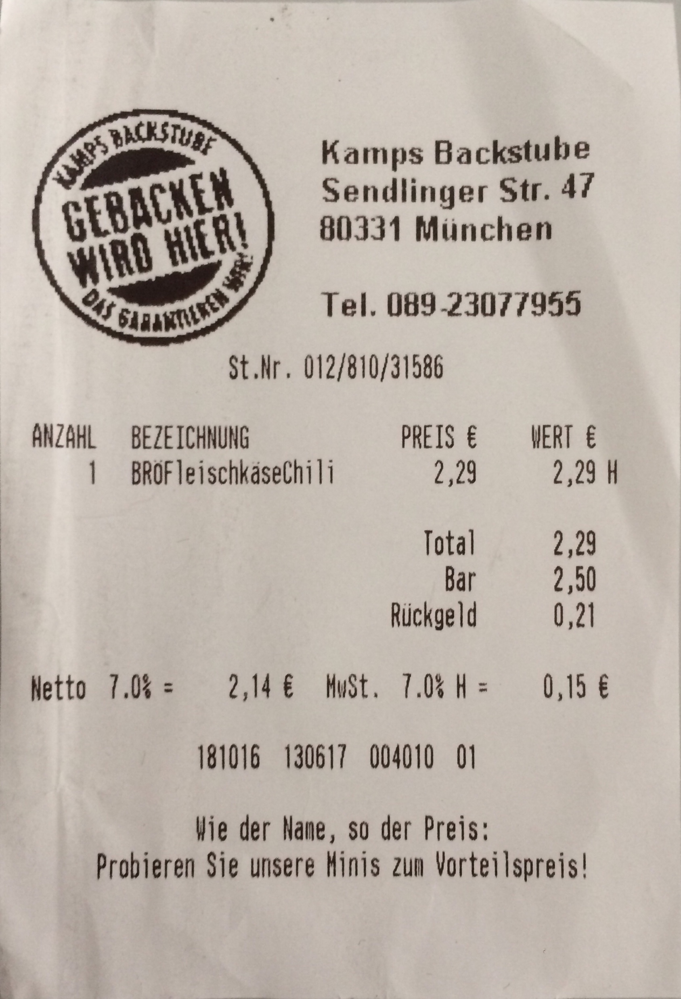 KAMPS BACKSTUBE
GEBACKEN
WIRD HIER!
DAS GARANTIEREN WIR!
Kamps Backstube
Sendlinger Str. 47
80331 München
Tel. 089-23077955
St.Nr. 012/810/31586
ANZAHL BEZEICHNUNG PREIS € WERT €
1 BRÖFleischkäseChili 2,29 2,29 H
Total 2,29
Bar 2,50
Rückgeld 0,21
Netto 7.0% = 2,14 € MwSt. 7.0% H = 0,15 €
181016 130617 004010 01
Wie der Name, so der Preis:
Probieren Sie unsere Minis zum Vorteilspreis!